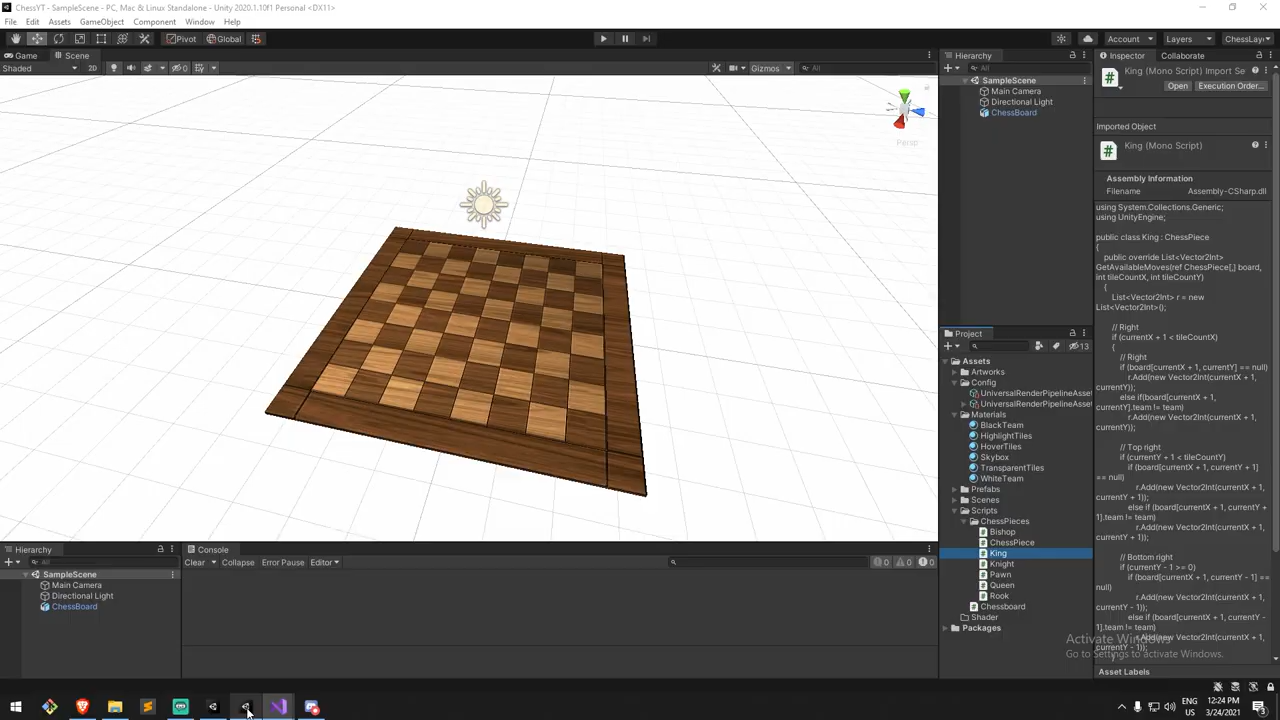 ChessYT - SampleScene - PC, Mac & Linux Standalone - Unity 2020.1.10f1 Personal <DX11>
File Edit Assets GameObject Component Window Help
Pivot Global
Account Layers ChessLay
Game Scene
Shaded 2D 0 Gizmos All
Persp
Hierarchy
All
SampleScene
Main Camera
Directional Light
ChessBoard
Project
13
Assets
Artworks
Config
UniversalRenderPipelineAsset
UniversalRenderPipelineAsset
Materials
BlackTeam
HighlightTiles
HoverTiles
Skybox
TransparentTiles
WhiteTeam
Prefabs
Scenes
Scripts
ChessPieces
Bishop
ChessPiece
King
Knight
Pawn
Queen
Rook
Chessboard
Shader
Packages
Inspector Collaborate
King (Mono Script) Import Se
Open Execution Order...
Imported Object
King (Mono Script)
Assembly Information
Filename Assembly-CSharp.dll
using System.Collections.Generic;
using UnityEngine;
public class King : ChessPiece
{
public override List<Vector2Int>
GetAvailableMoves(ref ChessPiece[,] board,
int tileCountX, int tileCountY)
{
List<Vector2Int> r = new
List<Vector2Int>();
// Right
if (currentX + 1 < tileCountX)
{
// Right
if (board[currentX + 1, currentY] == null)
r.Add(new Vector2Int(currentX + 1,
currentY));
else if(board[currentX + 1,
currentY].team != team)
r.Add(new Vector2Int(currentX + 1,
currentY));
// Top right
if (currentY + 1 < tileCountY)
if (board[currentX + 1, currentY + 1]
== null)
r.Add(new Vector2Int(currentX + 1,
currentY + 1));
else if (board[currentX + 1, currentY +
1].team != team)
r.Add(new Vector2Int(currentX + 1,
currentY + 1));
// Bottom right
if (currentY - 1 >= 0)
if (board[currentX + 1, currentY - 1] ==
null)
r.Add(new Vector2Int(currentX + 1,
currentY - 1));
else if (board[currentX + 1, currentY -
1].team != team)
r.Add(new Vector2Int(currentX + 1,
currentY - 1));
}
Asset Labels
Activate Windows
Go to Settings to activate Windows.
Hierarchy
All
SampleScene
Main Camera
Directional Light
ChessBoard
Console
Clear Collapse Error Pause Editor 0 0 0
ENG
US
12:24 PM
3/24/2021
3